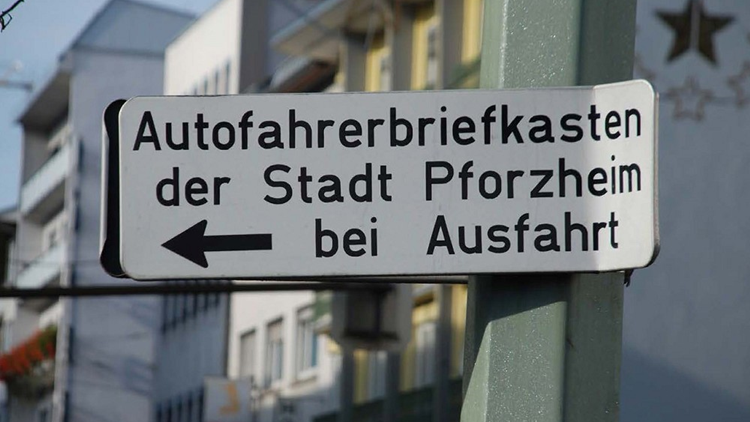 Autofahrerbriefkasten
der Stadt Pforzheim
bei Ausfahrt